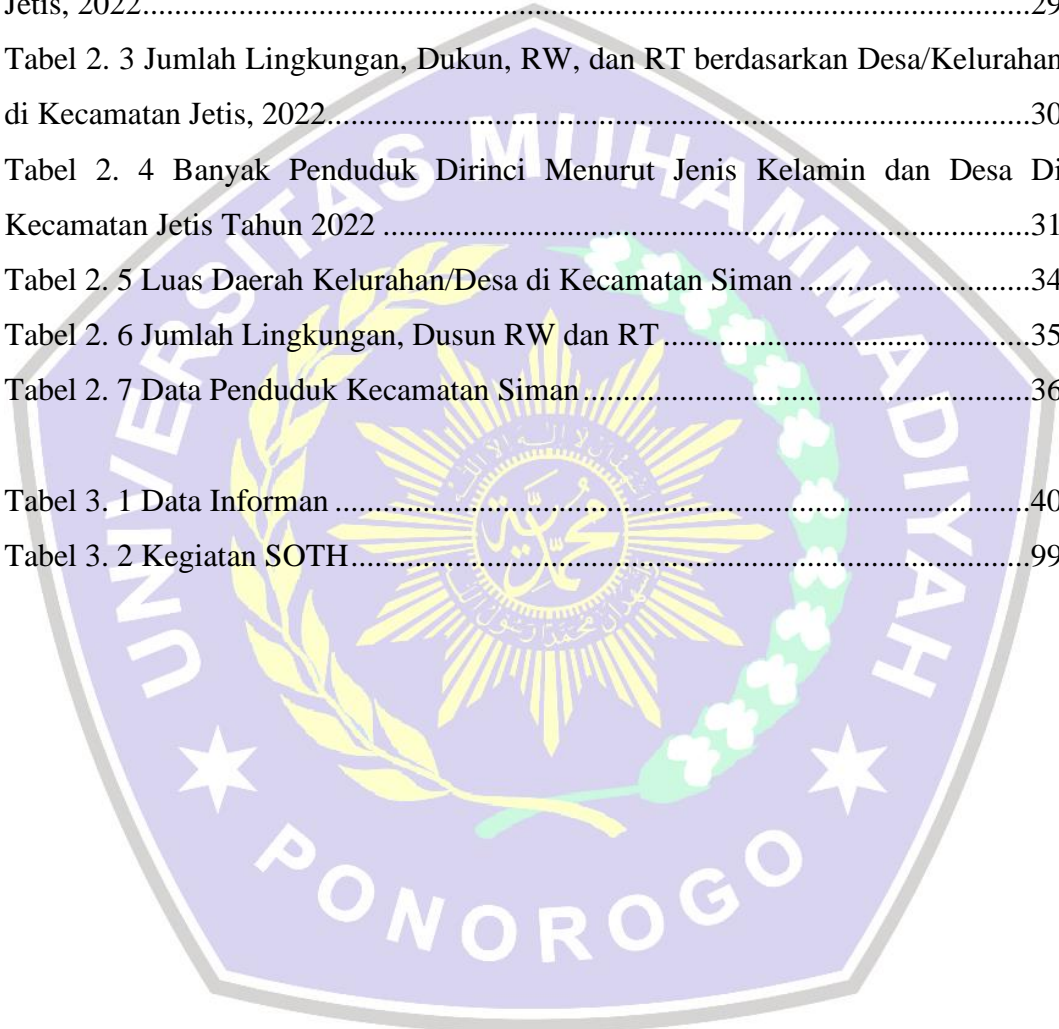 Jetis, 2022............................................................................................................29
Tabel 2. 3 Jumlah Lingkungan, Dukun, RW, dan RT berdasarkan Desa/Kelurahan
di Kecamatan Jetis, 2022.....................................................................................30
Tabel 2. 4 Banyak Penduduk Dirinci Menurut Jenis Kelamin dan Desa Di
Kecamatan Jetis Tahun 2022 ..............................................................................31
Tabel 2. 5 Luas Daerah Kelurahan/Desa di Kecamatan Siman ............................34
Tabel 2. 6 Jumlah Lingkungan, Dusun RW dan RT............................................35
Tabel 2. 7 Data Penduduk Kecamatan Siman......................................................36
Tabel 3. 1 Data Informan ....................................................................................40
Tabel 3. 2 Kegiatan SOTH..................................................................................99
UNIVERSITAS MUHAMMADIYAH
PONOROGO